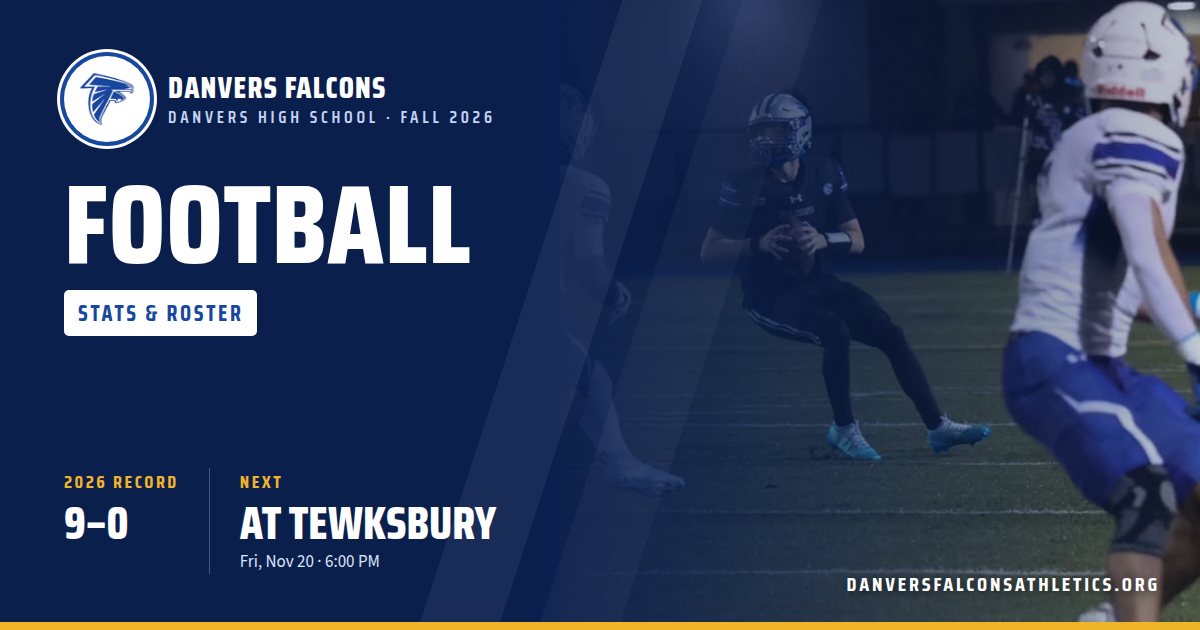 DANVERS FALCONS
DANVERS HIGH SCHOOL · FALL 2026
FOOTBALL
STATS & ROSTER
2026 RECORD
9–0
NEXT
AT TEWKSBURY
Fri, Nov 20 · 6:00 PM
Riddell
DANVERSFALCONSATHLETICS.ORG